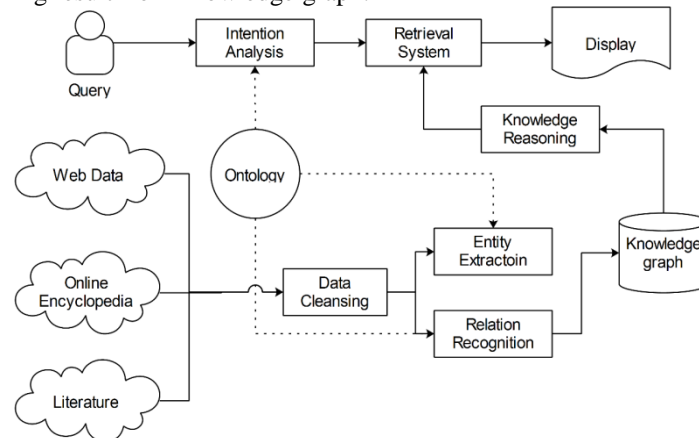 Intention
Analysis
Retrieval
System
Display
Query
Knowledge
Reasoning
Web Data
Ontology
Online
Encyclopedia
Data
Cleansing
Entity
Extractoin
Knowledge
graph
Relation
Recognition
Literature